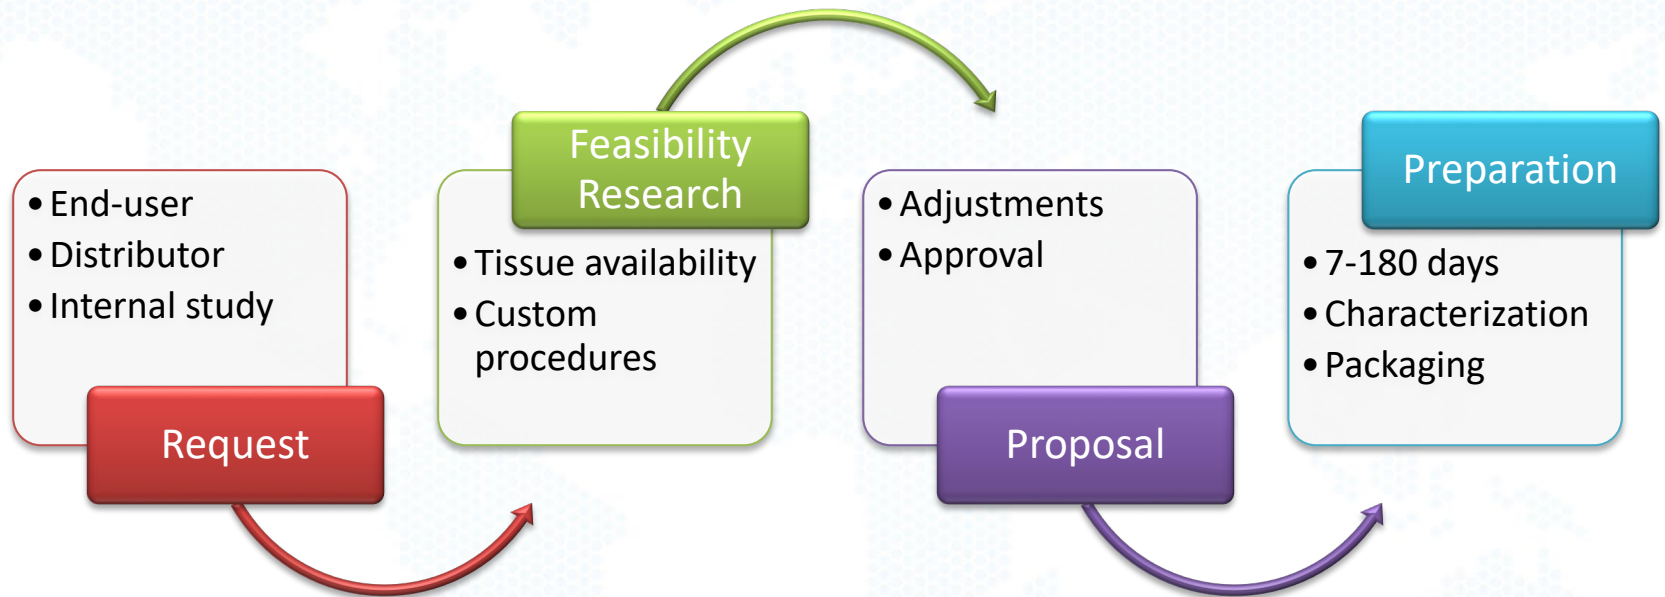 • End-user
• Distributor
• Internal study
Request
Feasibility
Research
• Tissue availability
• Custom
procedures
• Adjustments
• Approval
Proposal
Preparation
• 7-180 days
• Characterization
• Packaging